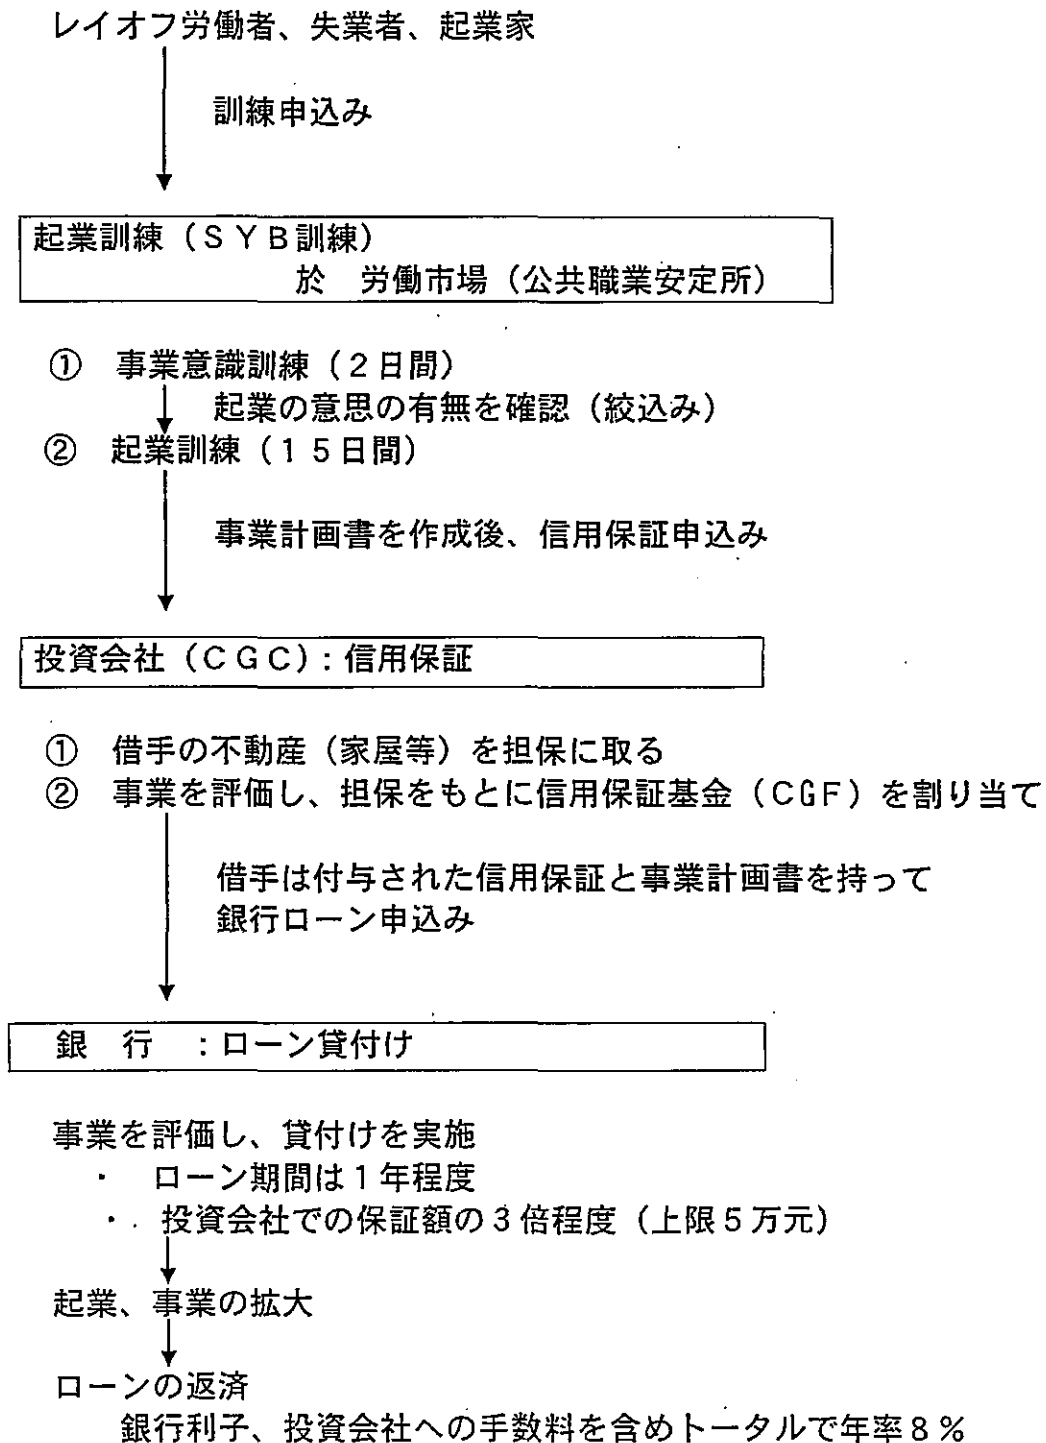 レイオフ労働者、失業者、起業家
訓練申込み
起業訓練（ＳＹＢ訓練）
於　労働市場（公共職業安定所）
①　事業意識訓練（２日間）
起業の意思の有無を確認（絞込み）
②　起業訓練（１５日間）
事業計画書を作成後、信用保証申込み
投資会社（ＣＧＣ）：信用保証
①　借手の不動産（家屋等）を担保に取る
②　事業を評価し、担保をもとに信用保証基金（ＣＧＦ）を割り当て
借手は付与された信用保証と事業計画書を持って
銀行ローン申込み
銀　行　：ローン貸付け
事業を評価し、貸付けを実施
・　ローン期間は１年程度
・　投資会社での保証額の３倍程度（上限５万元）
起業、事業の拡大
ローンの返済
銀行利子、投資会社への手数料を含めトータルで年率８％